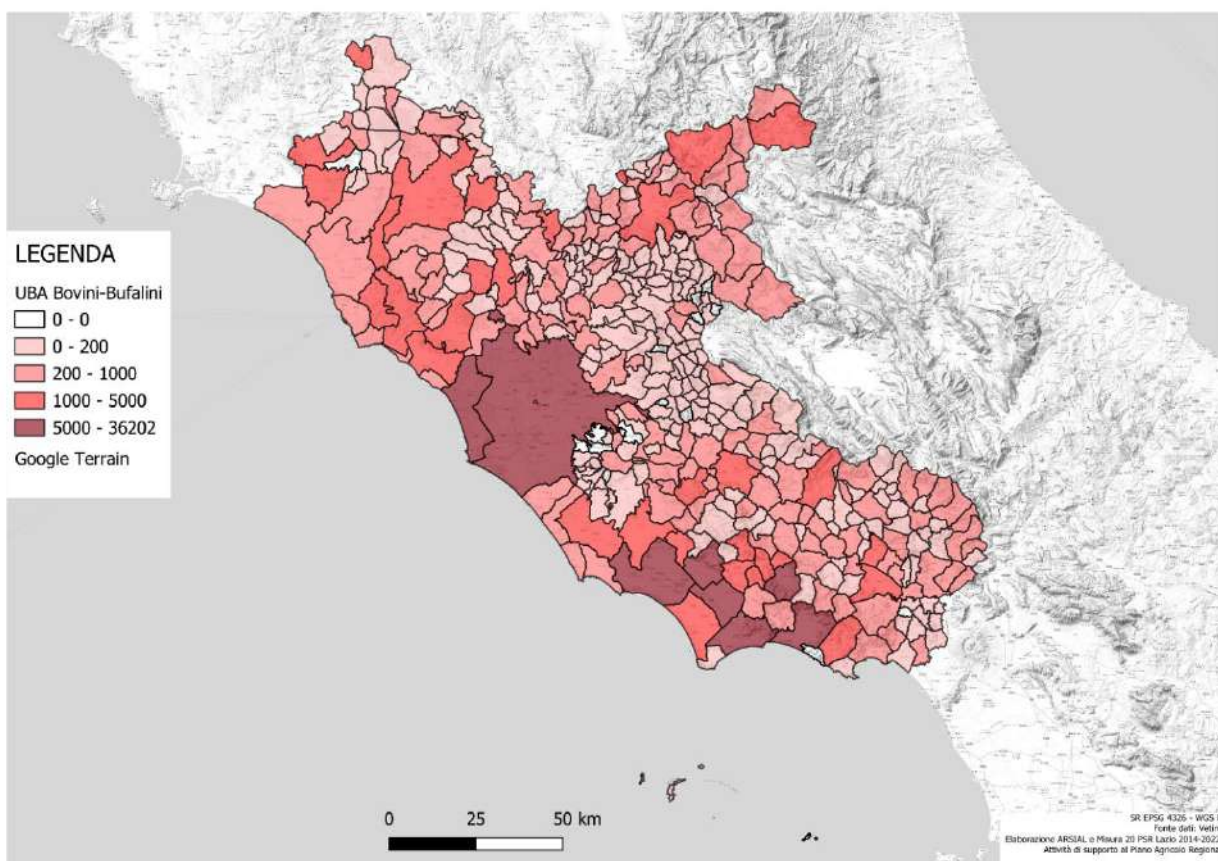 LEGENDA
UBA Bovini-Bufalini
0 - 0
0 - 200
200 - 1000
1000 - 5000
5000 - 36202
Google Terrain
0 25 50 km
SR EPSG 4326 - WGS
Fonte dati: Vetin
Elaborazione ARSIAL e Misura 20 PSR Lazio 2014-2022
Attività di supporto al Piano Agricolo Regiona